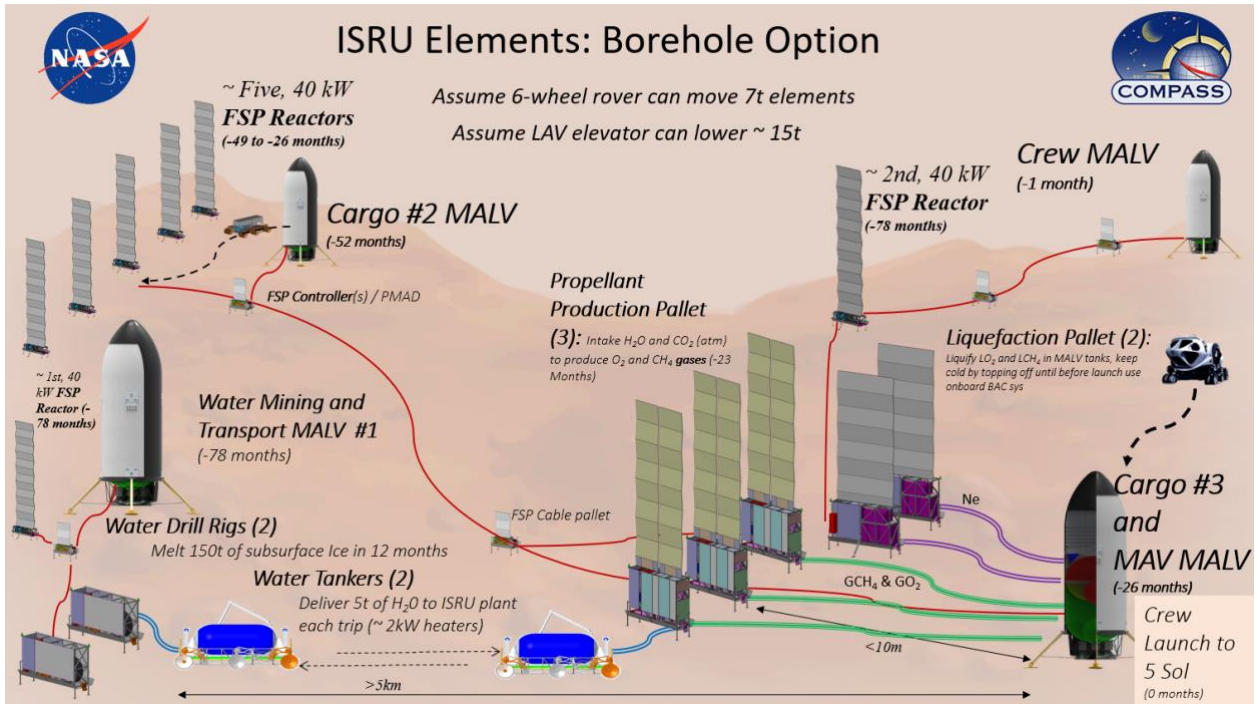 NASA
ISRU Elements: Borehole Option
COMPASS
Assume 6-wheel rover can move 7t elements
Assume LAV elevator can lower ~ 15t
~ Five, 40 kW
FSP Reactors
(-49 to -26 months)
Cargo #2 MALV
(-52 months)
FSP Controller(s) / PMAD
~ 2nd, 40 kW
FSP Reactor
(-78 months)
Crew MALV
(-1 month)
Propellant
Production Pallet
(3): Intake H₂O and CO₂ (atm)
to produce O₂ and CH₄ gases (-23
Months)
Liquefaction Pallet (2):
Liquify LO₂ and LCH₄ in MALV tanks, keep
cold by topping off until before launch use
onboard BAC sys
~ 1st, 40
kW FSP
Reactor (-
78 months)
Water Mining and
Transport MALV #1
(-78 months)
Water Drill Rigs (2)
Melt 150t of subsurface Ice in 12 months
FSP Cable pallet
Water Tankers (2)
Deliver 5t of H₂0 to ISRU plant
each trip (~ 2kW heaters)
Ne
GCH₄ & GO₂
<10m
>5km
Cargo #3
and
MAV MALV
(-26 months)
Crew
Launch to
5 Sol
(0 months)